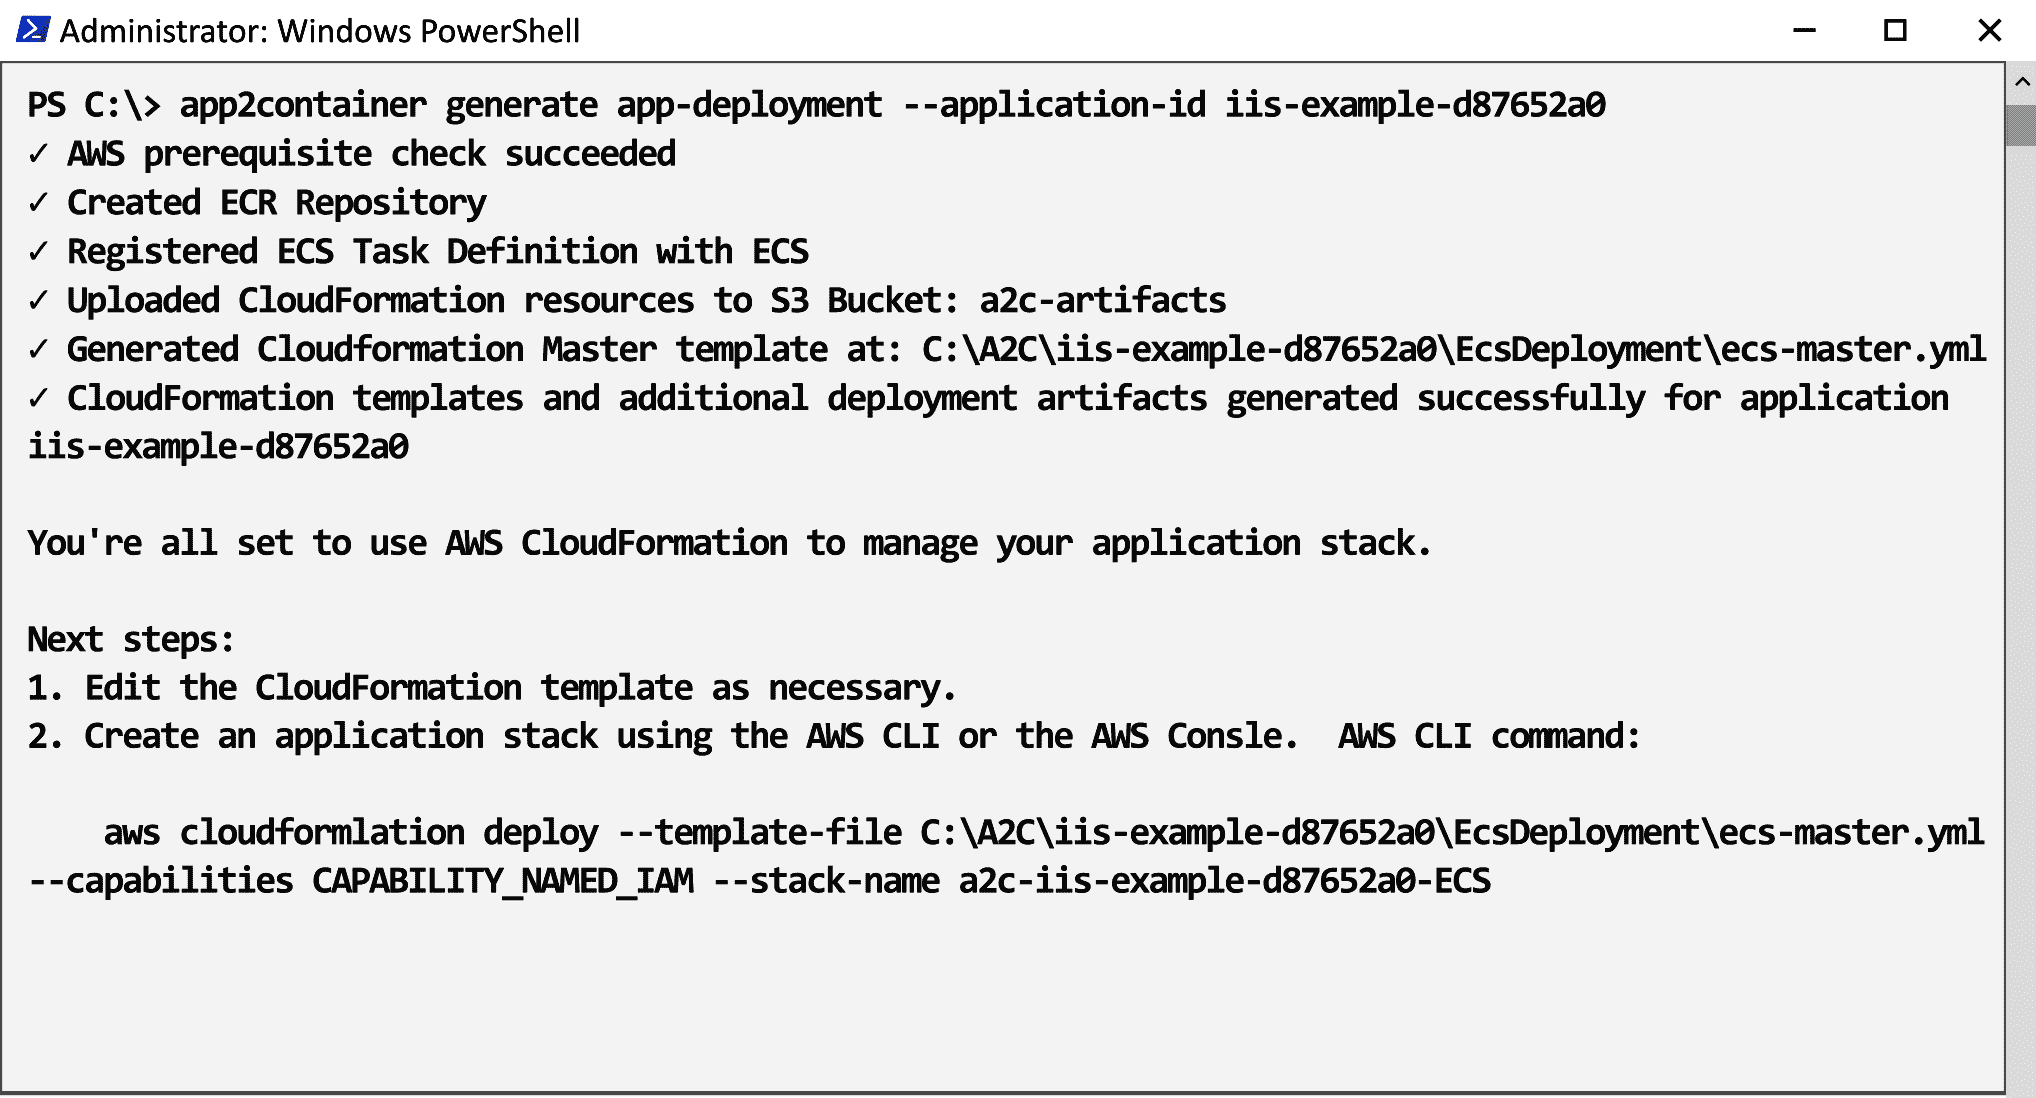 Administrator: Windows PowerShell
PS C:\> app2container generate app-deployment --application-id iis-example-d87652a0
✓ AWS prerequisite check succeeded
✓ Created ECR Repository
✓ Registered ECS Task Definition with ECS
✓ Uploaded CloudFormation resources to S3 Bucket: a2c-artifacts
✓ Generated Cloudformation Master template at: C:\A2C\iis-example-d87652a0\EcsDeployment\ecs-master.yml
✓ CloudFormation templates and additional deployment artifacts generated successfully for application
iis-example-d87652a0
You're all set to use AWS CloudFormation to manage your application stack.
Next steps:
1. Edit the CloudFormation template as necessary.
2. Create an application stack using the AWS CLI or the AWS Consle.  AWS CLI command:
aws cloudformlation deploy --template-file C:\A2C\iis-example-d87652a0\EcsDeployment\ecs-master.yml
--capabilities CAPABILITY_NAMED_IAM --stack-name a2c-iis-example-d87652a0-ECS